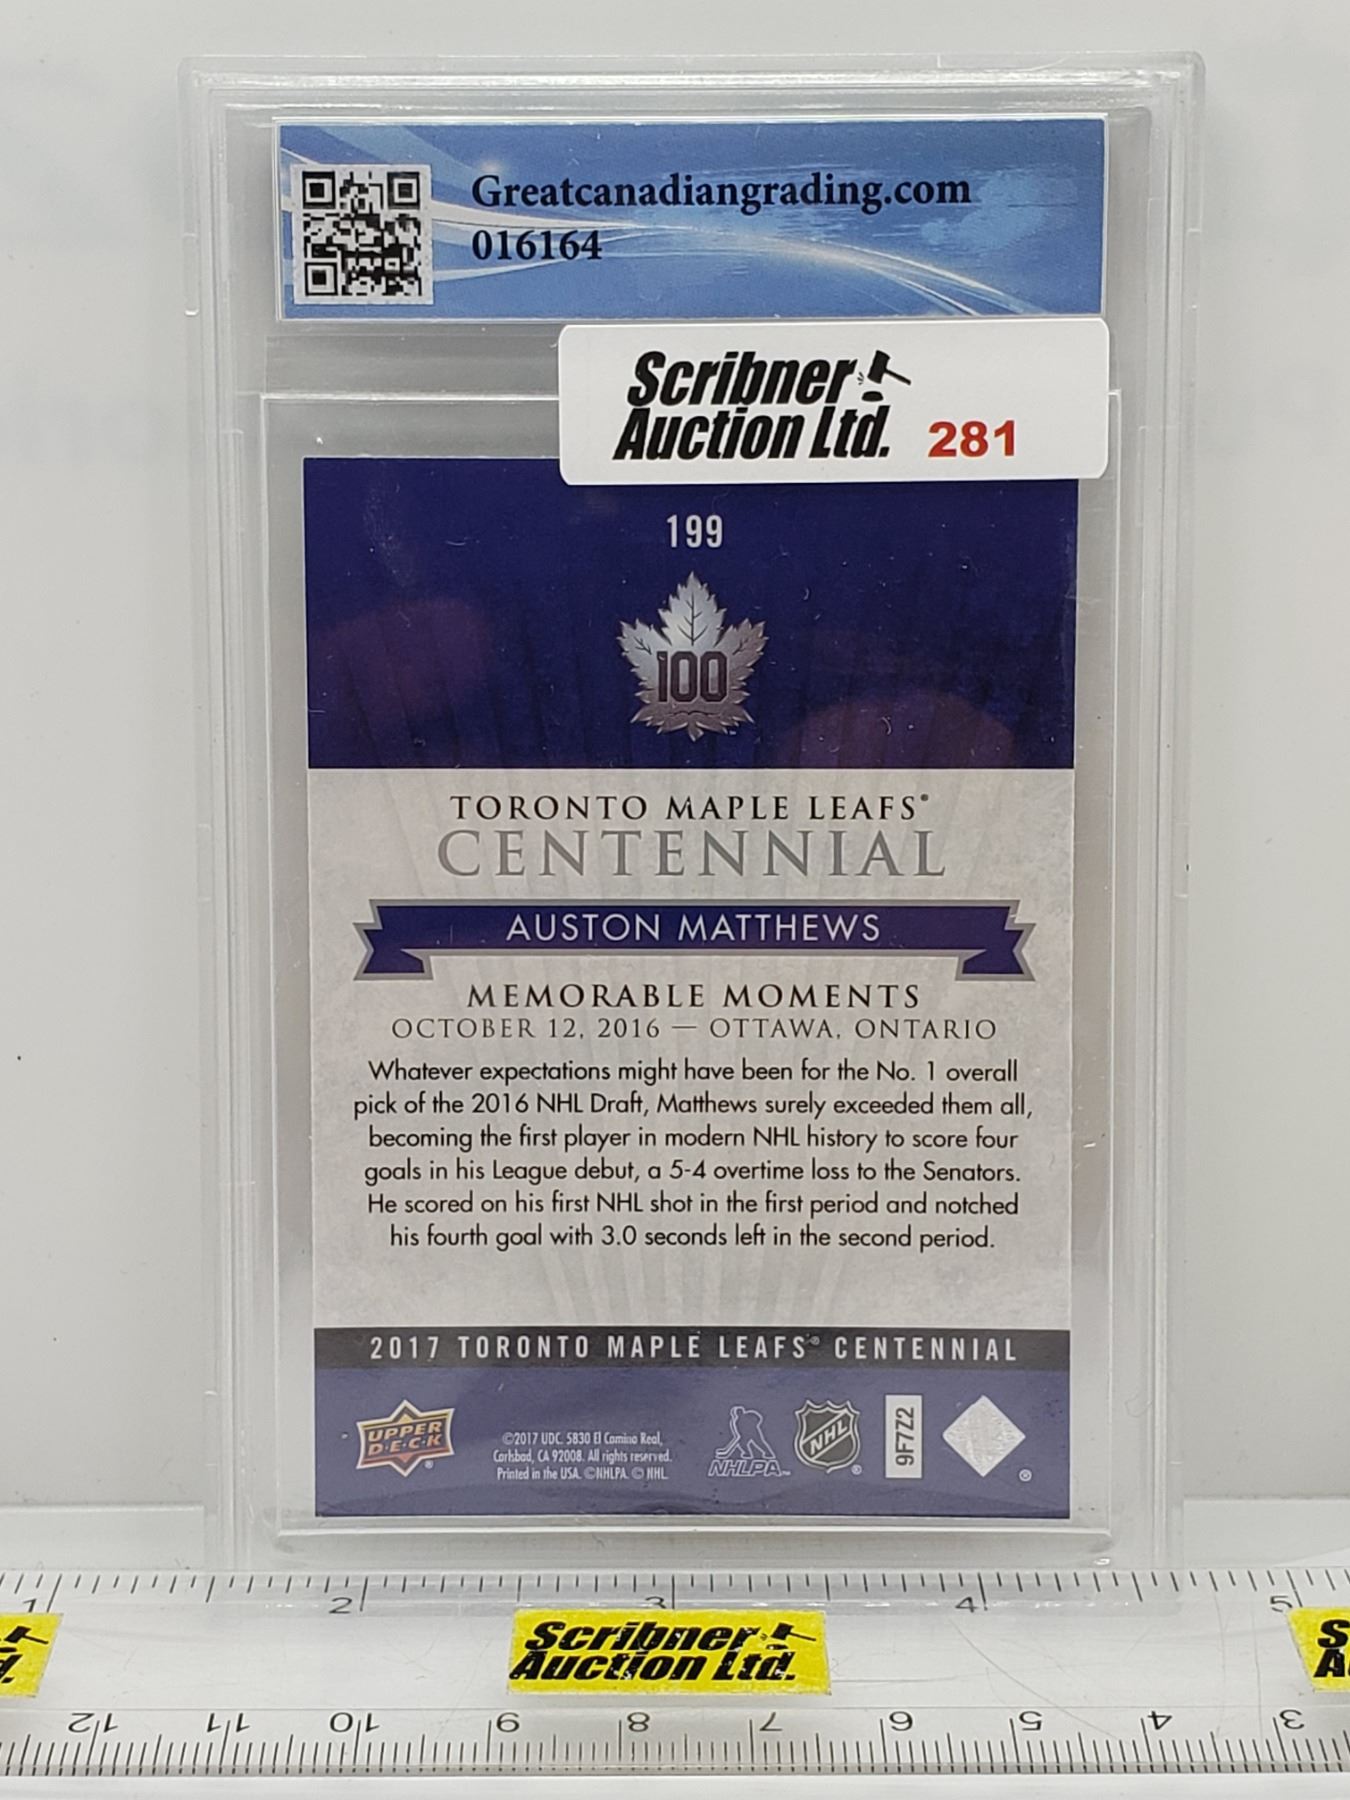 Greatcanadiangrading.com
016164
Scribner
Auction Ltd. 281
199
100
TORONTO MAPLE LEAFS®
CENTENNIAL
AUSTON MATTHEWS
MEMORABLE MOMENTS
OCTOBER 12, 2016 — OTTAWA, ONTARIO
Whatever expectations might have been for the No. 1 overall
pick of the 2016 NHL Draft, Matthews surely exceeded them all,
becoming the first player in modern NHL history to score four
goals in his League debut, a 5-4 overtime loss to the Senators.
He scored on his first NHL shot in the first period and notched
his fourth goal with 3.0 seconds left in the second period.
2017 TORONTO MAPLE LEAFS® CENTENNIAL
UPPER
D·E·C·K
®
©2017 UDC. 5830 El Camino Real,
Carlsbad, CA 92008. All rights reserved.
Printed in the USA. ©NHLPA. © NHL.
NHLPA™
NHL
®
9F7Z2
®
1 2 3 4 5
Scribner
Auction Ltd.
12 11 10 9 8 7 6 5 4 3